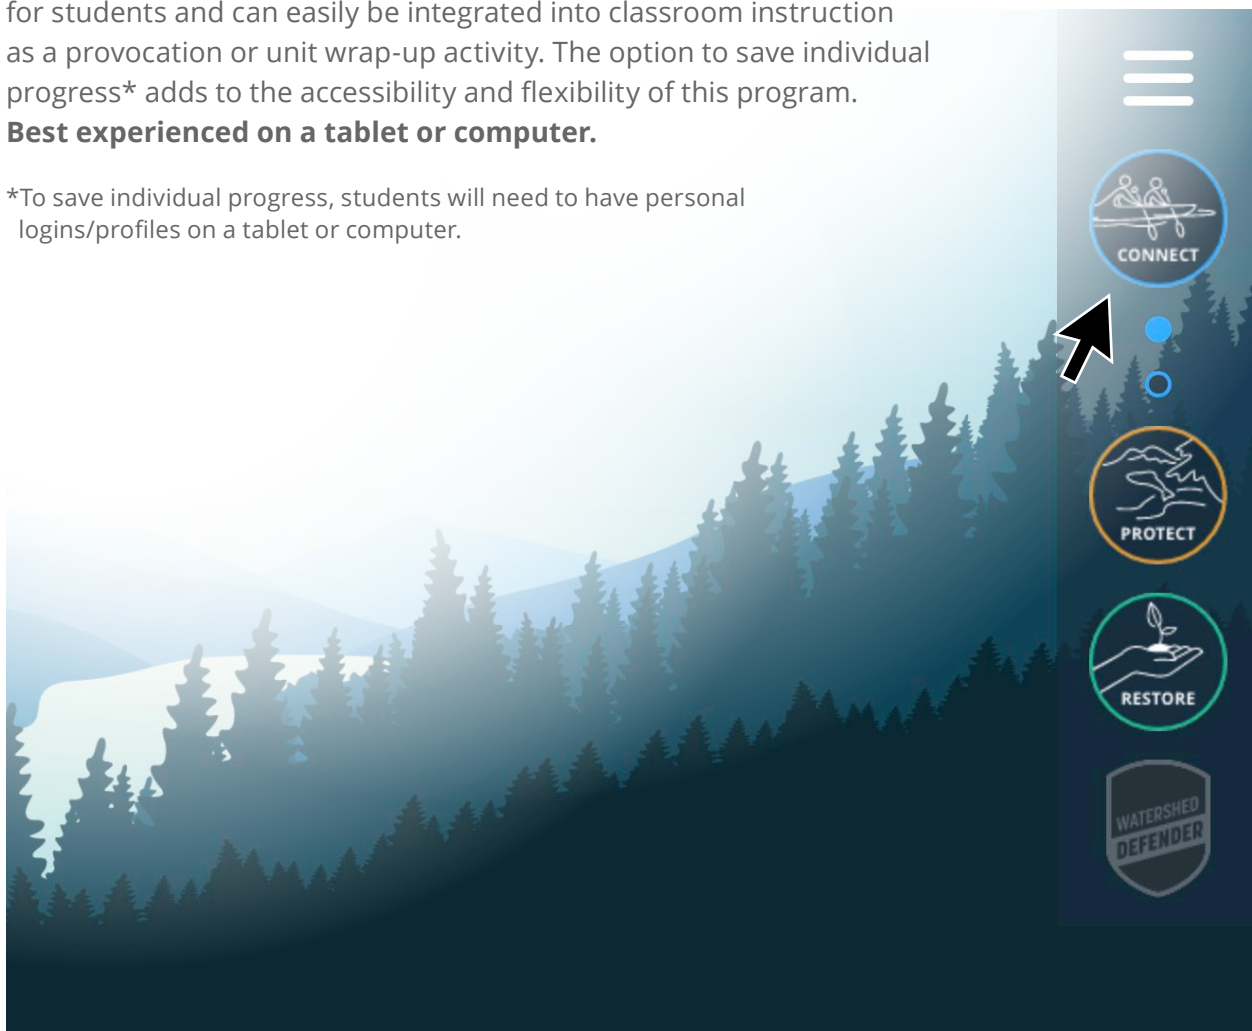 for students and can easily be integrated into classroom instruction
as a provocation or unit wrap-up activity. The option to save individual
progress* adds to the accessibility and flexibility of this program.
Best experienced on a tablet or computer.
*To save individual progress, students will need to have personal
logins/profiles on a tablet or computer.
CONNECT
PROTECT
RESTORE
WATERSHED
DEFENDER